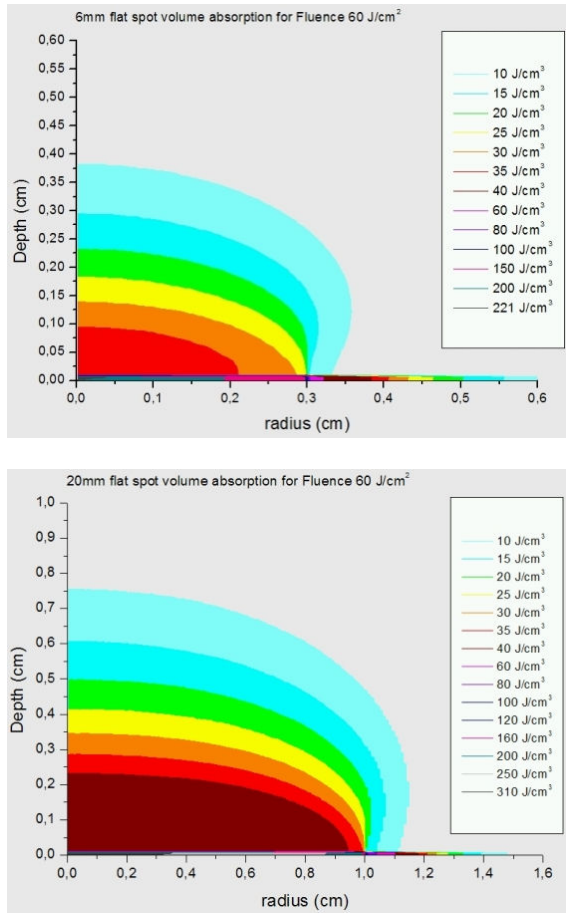 6mm flat spot volume absorption for Fluence 60 J/cm²
0,60
0,55
0,50
0,45
0,40
0,35
0,30
0,25
0,20
0,15
0,10
0,05
0,00
Depth (cm)
10 J/cm³
15 J/cm³
20 J/cm³
25 J/cm³
30 J/cm³
35 J/cm³
40 J/cm³
60 J/cm³
80 J/cm³
100 J/cm³
150 J/cm³
200 J/cm³
221 J/cm³
0,0 0,1 0,2 0,3 0,4 0,5 0,6
radius (cm)
20mm flat spot volume absorption for Fluence 60 J/cm²
1,0
0,9
0,8
0,7
0,6
0,5
0,4
0,3
0,2
0,1
0,0
Depth (cm)
10 J/cm³
15 J/cm³
20 J/cm³
25 J/cm³
30 J/cm³
35 J/cm³
40 J/cm³
60 J/cm³
80 J/cm³
100 J/cm³
120 J/cm³
160 J/cm³
200 J/cm³
250 J/cm³
310 J/cm³
0,0 0,2 0,4 0,6 0,8 1,0 1,2 1,4 1,6
radius (cm)